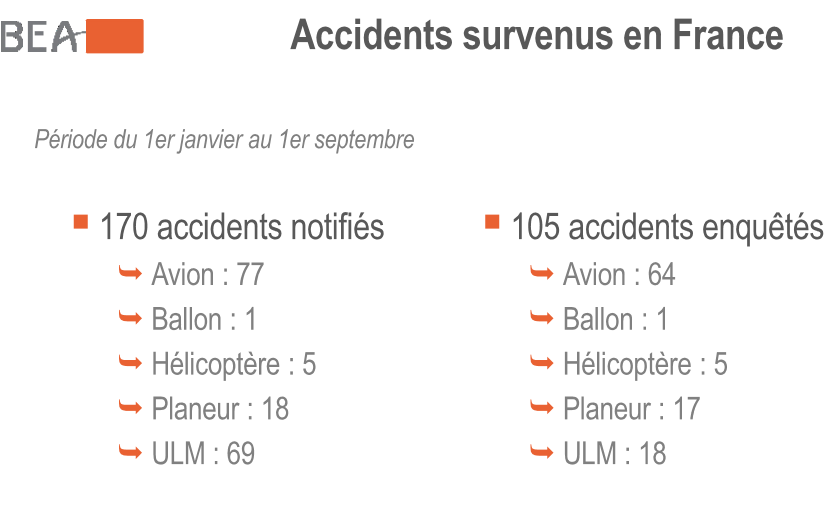 BEA
Accidents survenus en France
Période du 1er janvier au 1er septembre
170 accidents notifiés
Avion : 77
Ballon : 1
Hélicoptère : 5
Planeur : 18
ULM : 69
105 accidents enquêtés
Avion : 64
Ballon : 1
Hélicoptère : 5
Planeur : 17
ULM : 18